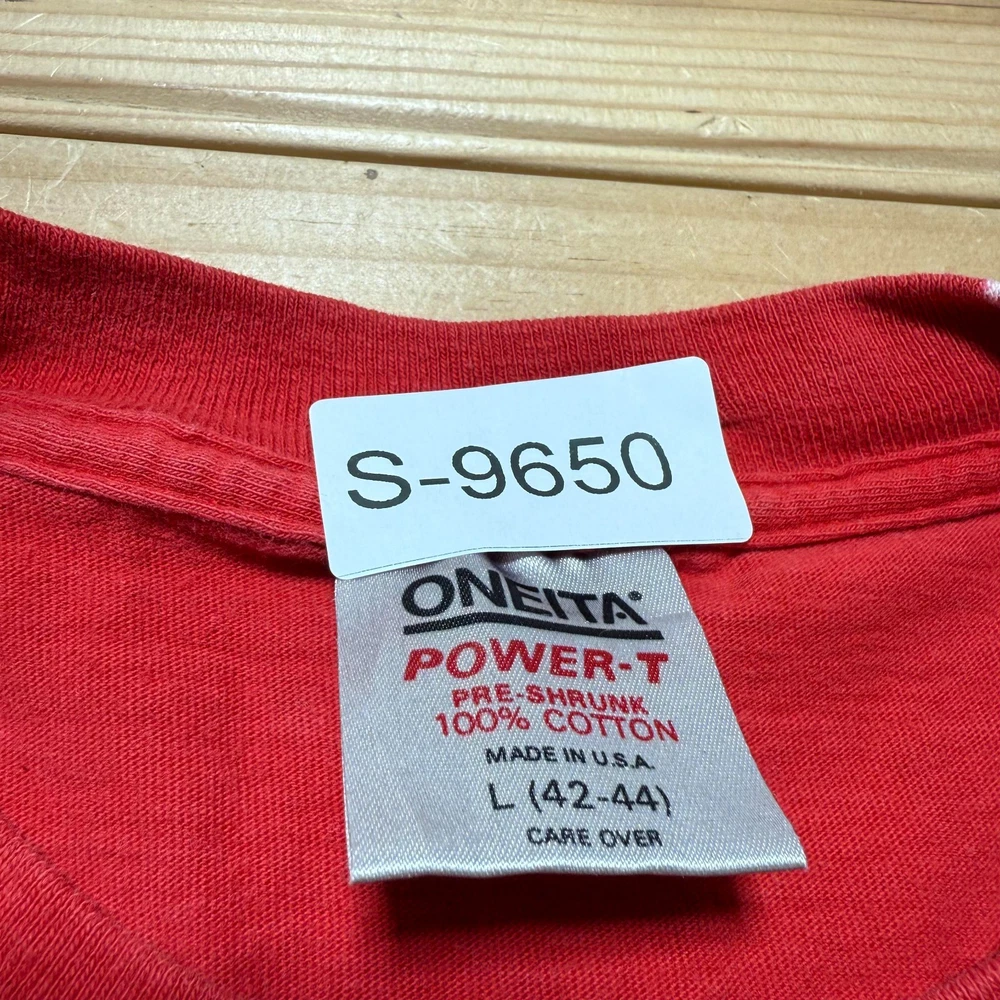 S-9650
ONEITA®
POWER-T
PRE-SHRUNK
100% COTTON
MADE IN U.S.A.
L (42-44)
CARE OVER